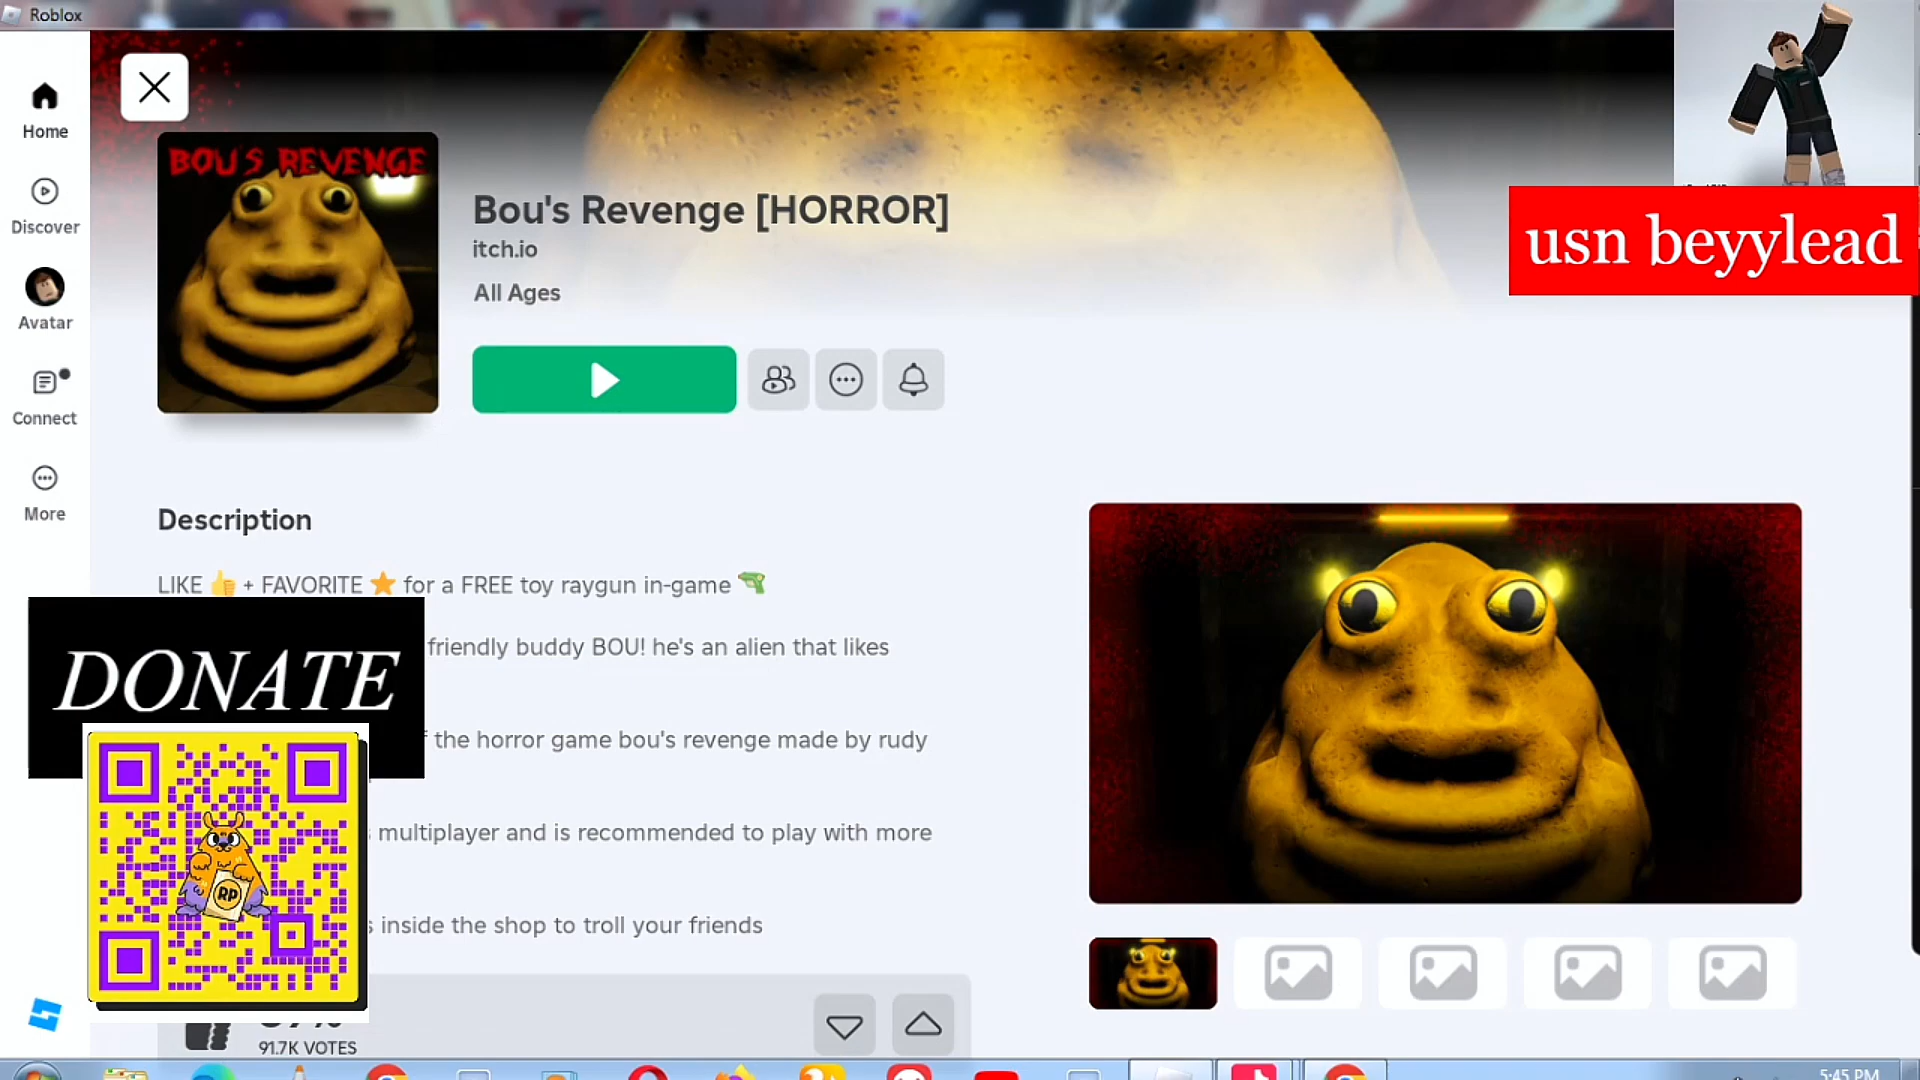 Roblox
Home
Discover
Avatar
Connect
More
BOU'S REVENGE
Bou's Revenge [HORROR]
itch.io
All Ages
usn beyylead
Description
LIKE 👍 + FAVORITE ⭐ for a FREE toy raygun in-game 🔫
friendly buddy BOU! he's an alien that likes
the horror game bou's revenge made by rudy
multiplayer and is recommended to play with more
inside the shop to troll your friends
DONATE
RP
91.7K VOTES
5:45 PM